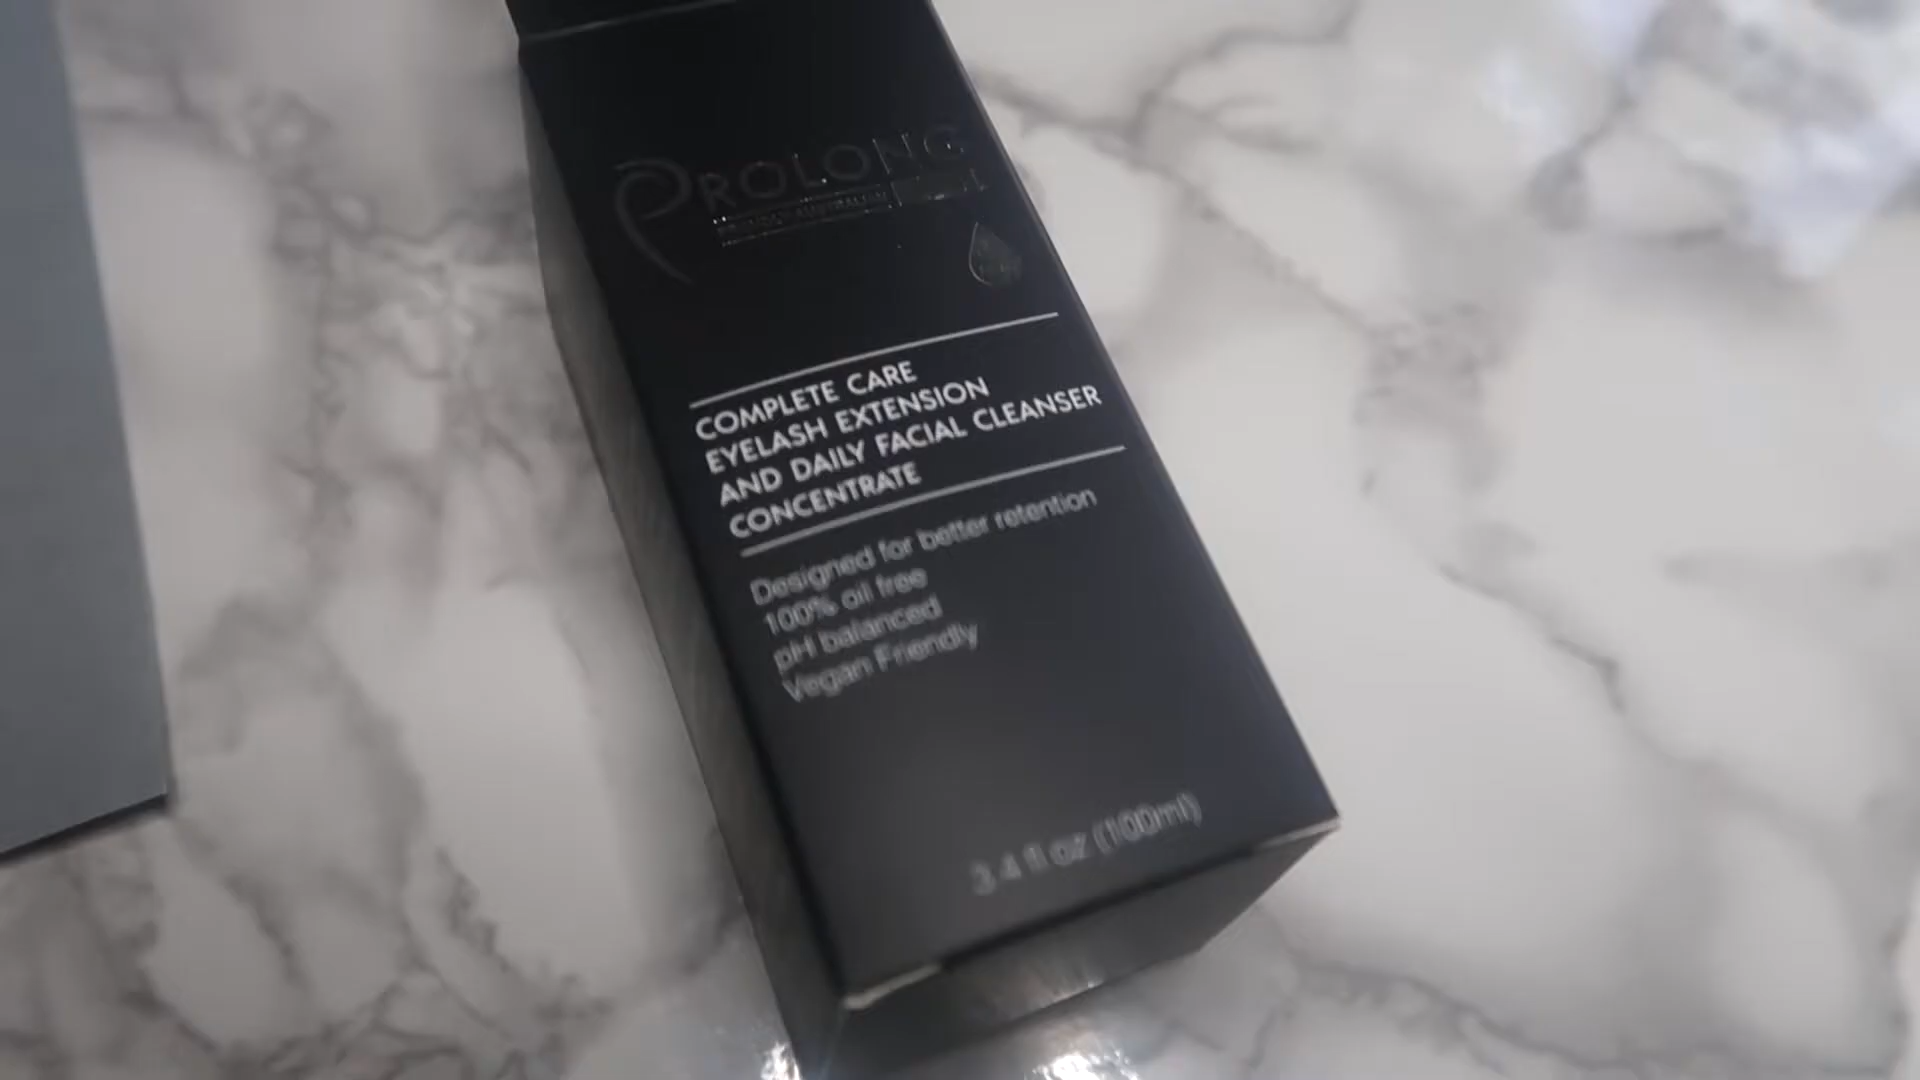 PROLONG
COMPLETE CARE
EYELASH EXTENSION
AND DAILY FACIAL CLEANSER
CONCENTRATE
Designed for better retention
100% oil free
pH balanced
Vegan Friendly
3.4 fl oz (100ml)